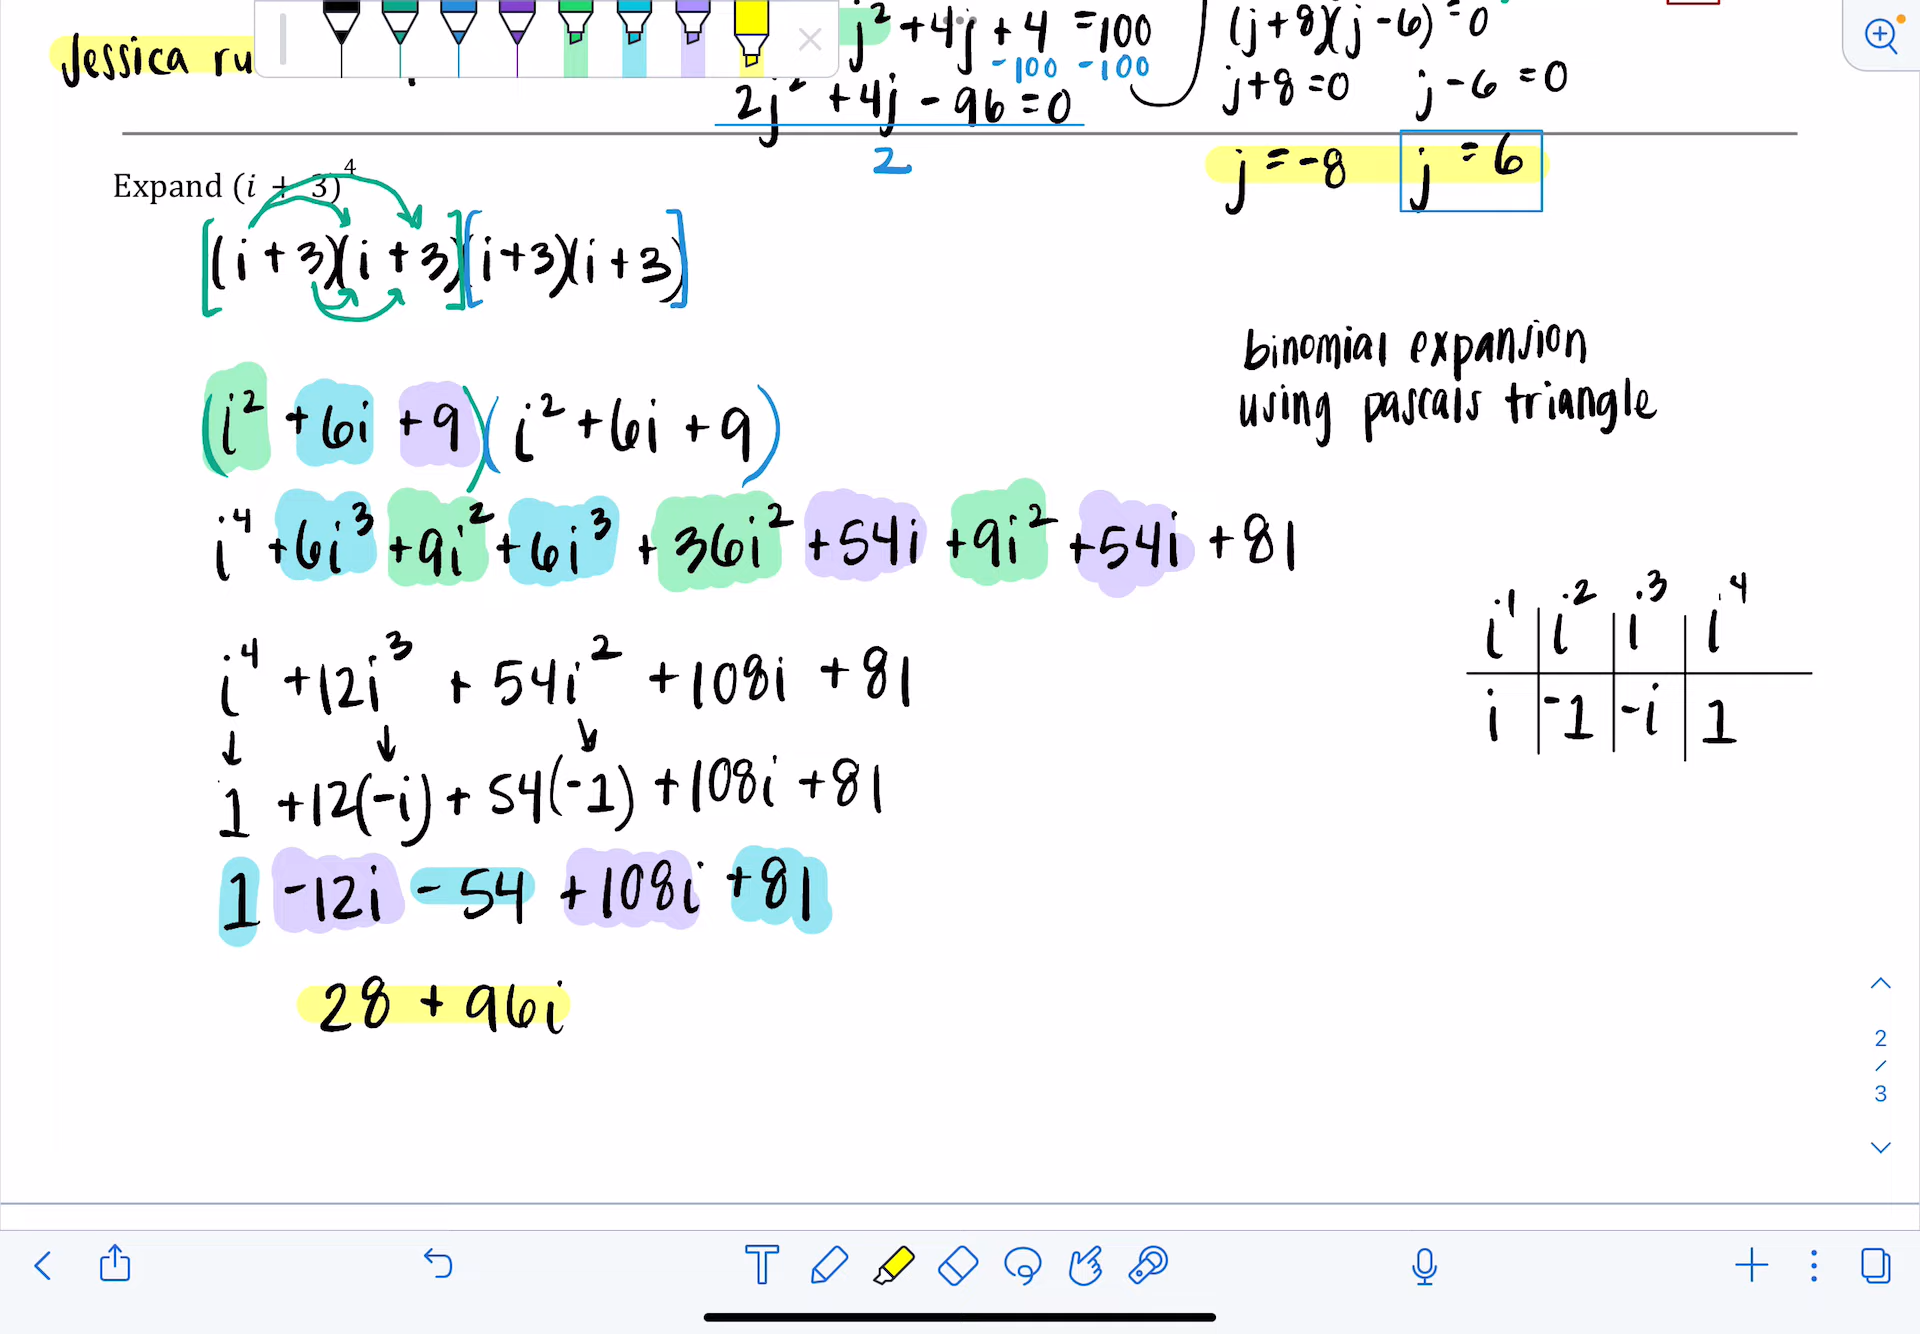 Jessica ru
j² + 4j + 4 = 100
-100 -100
2j² + 4j - 96 = 0
2
(j+8)(j-6) = 0
j+8 = 0 j-6 = 0
j = -8 j = 6
Expand (i + 3)⁴
[(i+3)(i+3)][(i+3)(i+3)]
binomial expansion
using pascals triangle
(i² + 6i + 9)(i² + 6i + 9)
i⁴ + 6i³ + 9i² + 6i³ + 36i² + 54i + 9i² + 54i + 81
i¹ | i² | i³ | i⁴
i | -1 | -i | 1
i⁴ + 12i³ + 54i² + 108i + 81
↓ ↓ ↘
1 + 12(-i) + 54(-1) + 108i + 81
1 - 12i - 54 + 108i + 81
28 + 96i
2
/
3
T